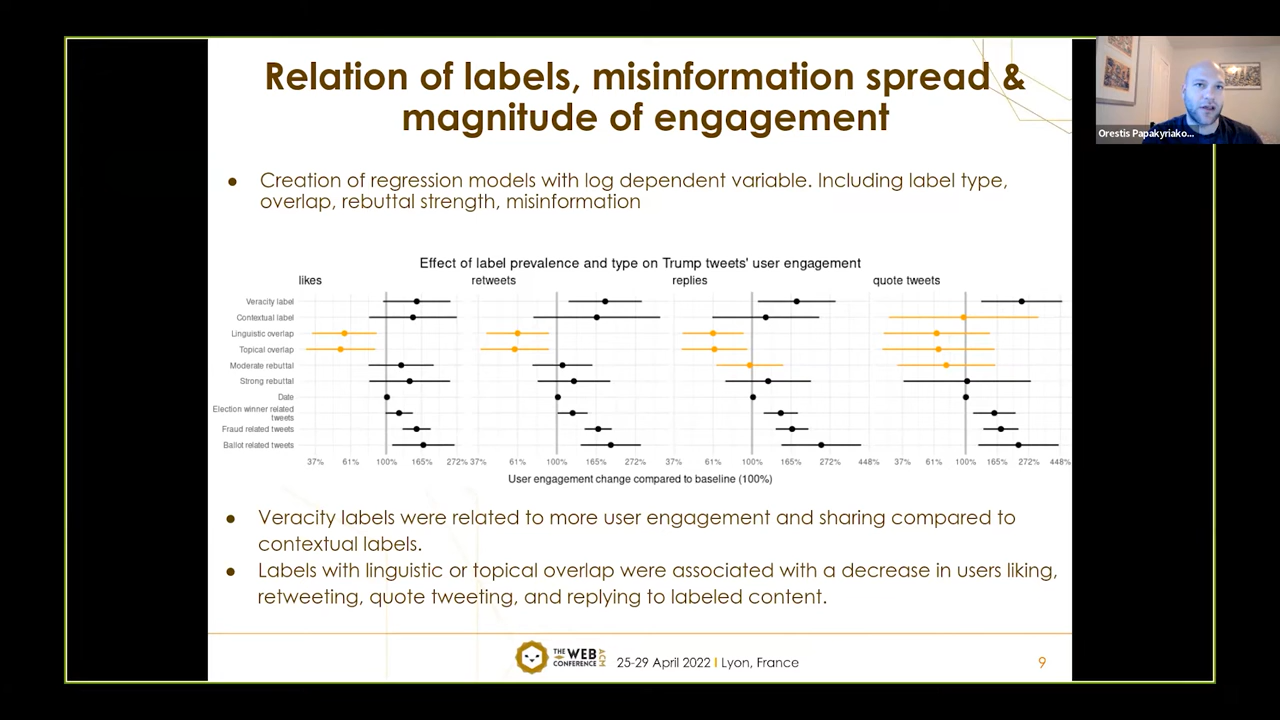 Relation of labels, misinformation spread &
magnitude of engagement
Orestis Papakyriako...
● Creation of regression models with log dependent variable. Including label type,
overlap, rebuttal strength, misinformation
Effect of label prevalence and type on Trump tweets' user engagement
likes retweets replies quote tweets
Veracity label
Contextual label
Linguistic overlap
Topical overlap
Moderate rebuttal
Strong rebuttal
Date
Election winner related
tweets
Fraud related tweets
Ballot related tweets
37% 61% 100% 165% 272% 37% 61% 100% 165% 272% 37% 61% 100% 165% 272% 448% 37% 61% 100% 165% 272% 448%
User engagement change compared to baseline (100%)
● Veracity labels were related to more user engagement and sharing compared to
contextual labels.
● Labels with linguistic or topical overlap were associated with a decrease in users liking,
retweeting, quote tweeting, and replying to labeled content.
THE WEB CONFERENCE ACM
25-29 April 2022 I Lyon, France
9